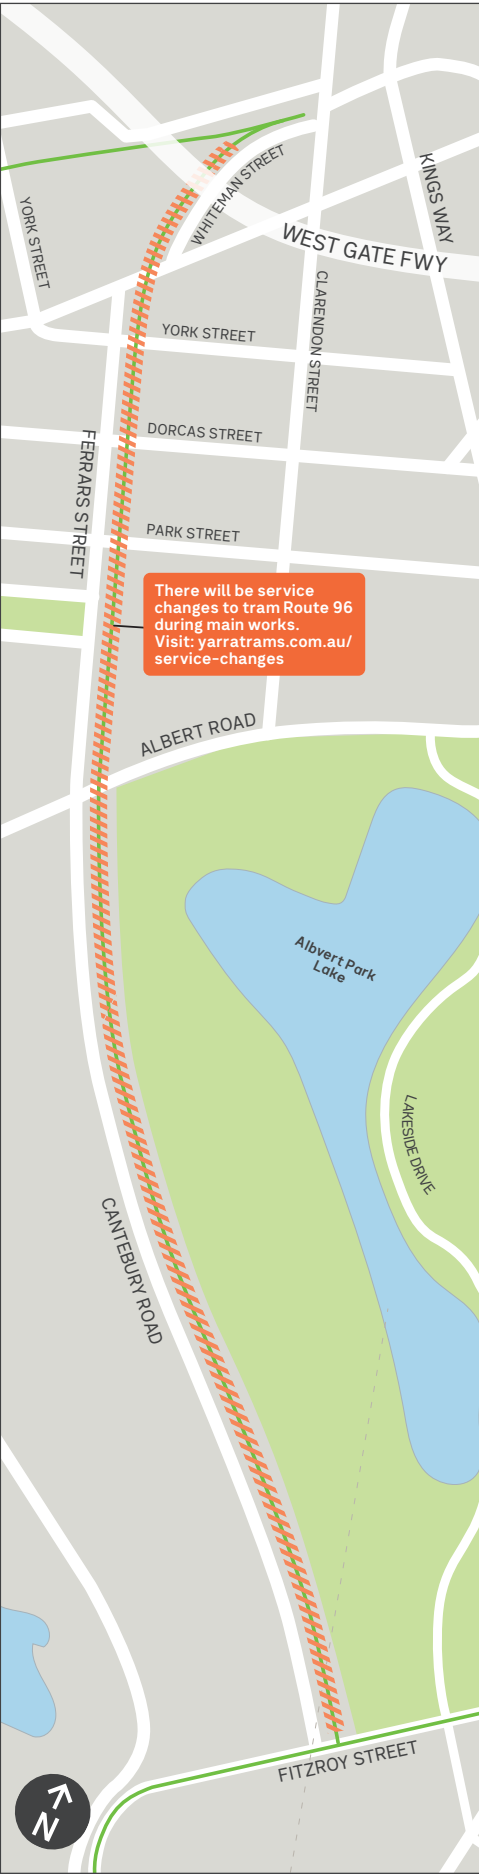 KINGS WAY
WHITEMAN STREET
YORK STREET
WEST GATE FWY
CLARENDON STREET
YORK STREET
DORCAS STREET
FERRARS STREET
PARK STREET
There will be service
changes to tram Route 96
during main works.
Visit: yarratrams.com.au/
service-changes
ALBERT ROAD
Albvert Park
Lake
LAKESIDE DRIVE
CANTEBURY ROAD
FITZROY STREET
N